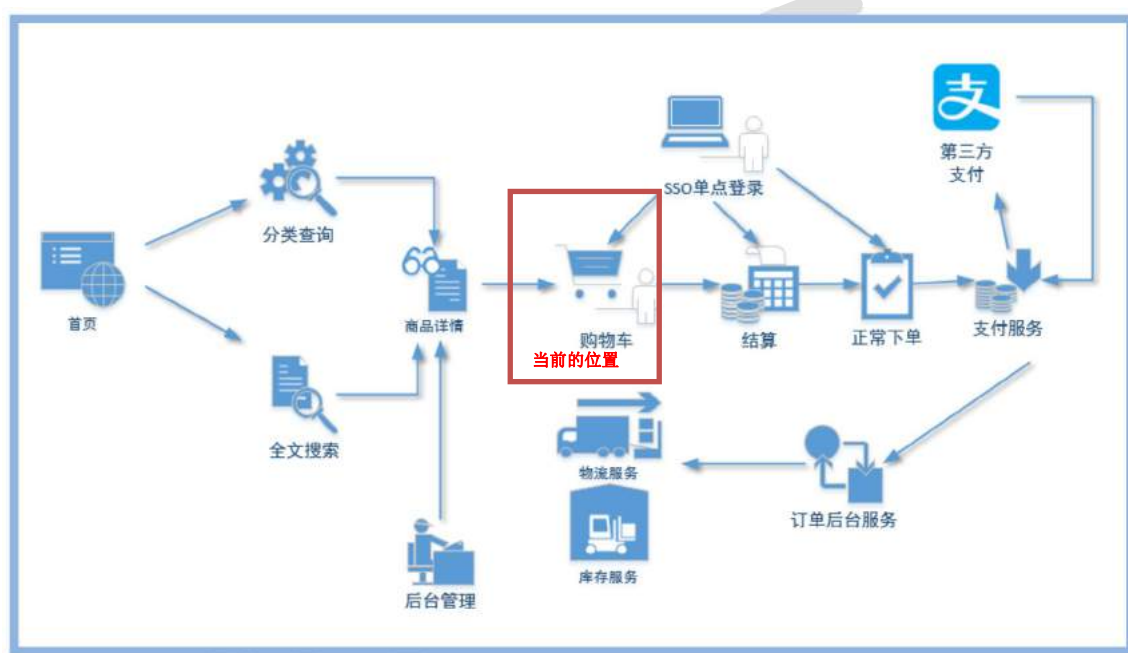 首页
分类查询
全文搜索
商品详情
后台管理
购物车
当前的位置
SSO单点登录
结算
正常下单
支
第三方
支付
支付服务
订单后台服务
物流服务
库存服务